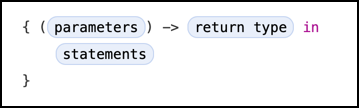 { (parameters) -> return type in
statements
}